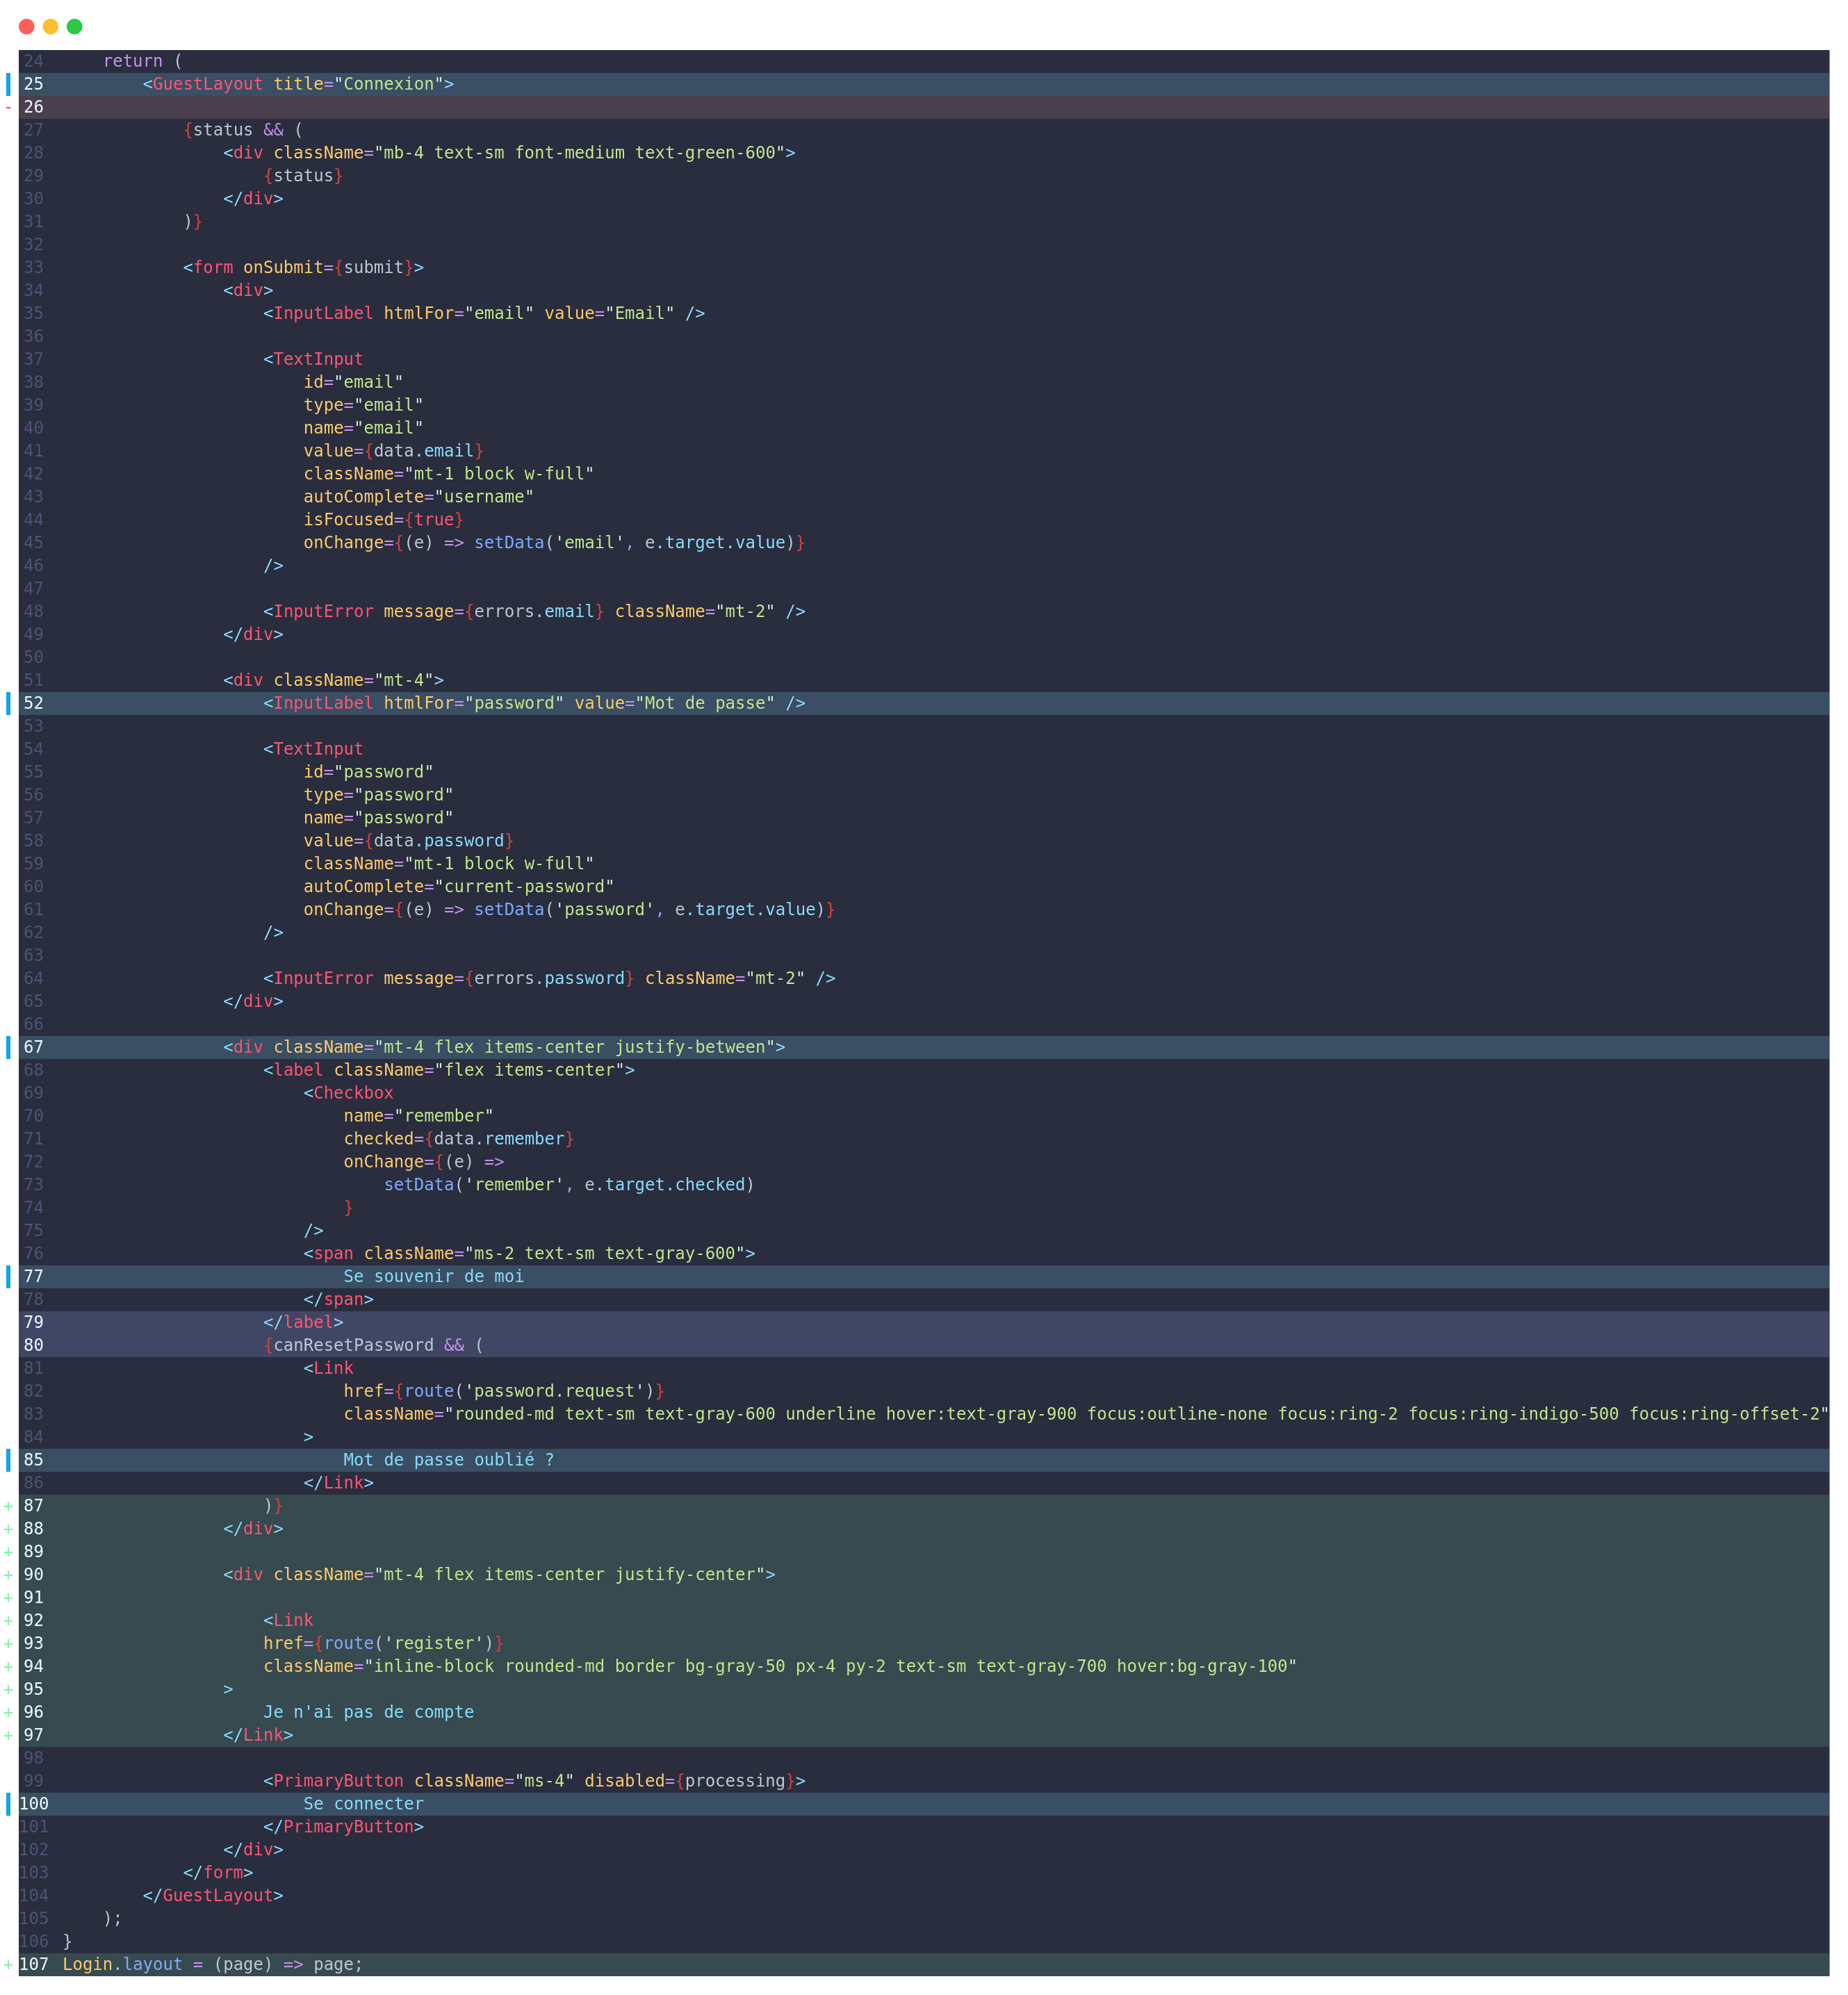 24 return (
25 <GuestLayout title="Connexion">
- 26
27 {status && (
28 <div className="mb-4 text-sm font-medium text-green-600">
29 {status}
30 </div>
31 )}
32
33 <form onSubmit={submit}>
34 <div>
35 <InputLabel htmlFor="email" value="Email" />
36
37 <TextInput
38 id="email"
39 type="email"
40 name="email"
41 value={data.email}
42 className="mt-1 block w-full"
43 autoComplete="username"
44 isFocused={true}
45 onChange={(e) => setData('email', e.target.value)}
46 />
47
48 <InputError message={errors.email} className="mt-2" />
49 </div>
50
51 <div className="mt-4">
52 <InputLabel htmlFor="password" value="Mot de passe" />
53
54 <TextInput
55 id="password"
56 type="password"
57 name="password"
58 value={data.password}
59 className="mt-1 block w-full"
60 autoComplete="current-password"
61 onChange={(e) => setData('password', e.target.value)}
62 />
63
64 <InputError message={errors.password} className="mt-2" />
65 </div>
66
67 <div className="mt-4 flex items-center justify-between">
68 <label className="flex items-center">
69 <Checkbox
70 name="remember"
71 checked={data.remember}
72 onChange={(e) =>
73 setData('remember', e.target.checked)
74 }
75 />
76 <span className="ms-2 text-sm text-gray-600">
77 Se souvenir de moi
78 </span>
79 </label>
80 {canResetPassword && (
81 <Link
82 href={route('password.request')}
83 className="rounded-md text-sm text-gray-600 underline hover:text-gray-900 focus:outline-none focus:ring-2 focus:ring-indigo-500 focus:ring-offset-2"
84 >
85 Mot de passe oublié ?
86 </Link>
+ 87 )}
+ 88 </div>
+ 89
+ 90 <div className="mt-4 flex items-center justify-center">
+ 91
+ 92 <Link
+ 93 href={route('register')}
+ 94 className="inline-block rounded-md border bg-gray-50 px-4 py-2 text-sm text-gray-700 hover:bg-gray-100"
+ 95 >
+ 96 Je n'ai pas de compte
+ 97 </Link>
98
99 <PrimaryButton className="ms-4" disabled={processing}>
100 Se connecter
101 </PrimaryButton>
102 </div>
103 </form>
104 </GuestLayout>
105 );
106 }
+ 107 Login.layout = (page) => page;